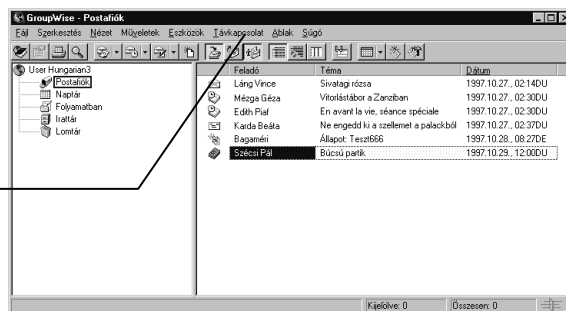 GroupWise - Postafiók
Fájl Szerkesztés Nézet Műveletek Eszközök Távkapcsolat Ablak Súgó
User Hungarian3
Postafiók
Naptár
Folyamatban
Irattár
Lomtár
Feladó Téma Dátum
Láng Vince Sivatagi rózsa 1997.10.27., 02:14DU
Mézga Géza Vitorlástábor a Zanziban 1997.10.27., 02:30DU
Edith Piaf En avant la vie, séance spéciale 1997.10.27., 02:30DU
Karda Beáta Ne engedd ki a szellemet a palackból 1997.10.27., 02:37DU
Bagaméri Állapot: Teszt666 1997.10.28., 08:27DE
Szécsi Pál Búcsú partik 1997.10.29., 12:00DU
Kijelölve: 0 Összesen: 0